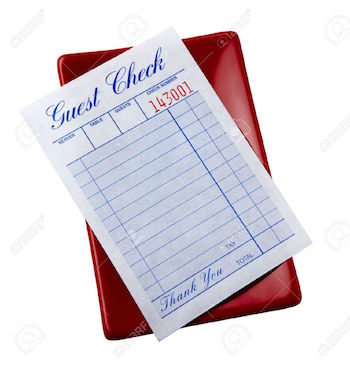 Guest Check
SERVER TABLE GUESTS CHECK NUMBER
143001
TAX
TOTAL
Thank You